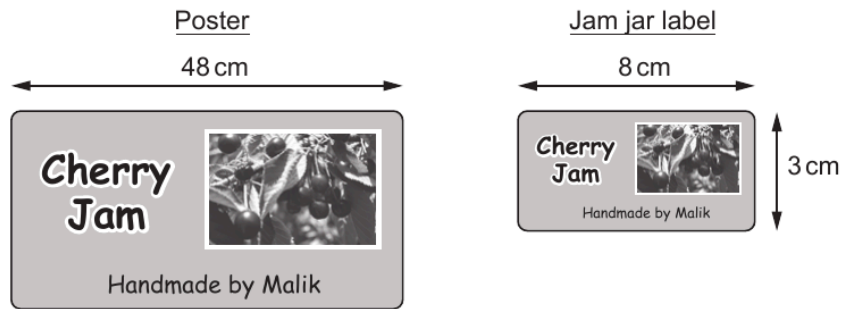 Poster
48 cm
Cherry
Jam
Handmade by Malik
Jam jar label
8 cm
Cherry
Jam
Handmade by Malik
3 cm